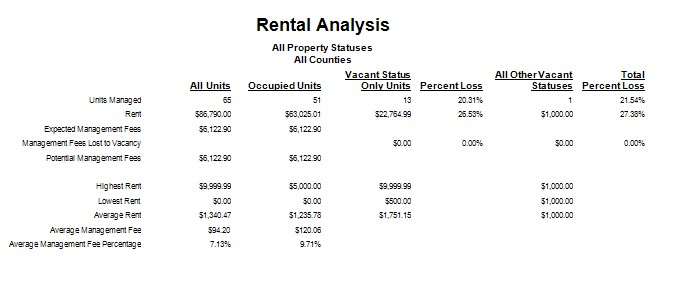 Rental Analysis
All Property Statuses
All Counties
All Units Occupied Units Vacant Status Only Units Percent Loss All Other Vacant Statuses Total Percent Loss
Units Managed 65 51 13 20.31% 1 21.54%
Rent $86,790.00 $63,025.01 $22,764.99 26.53% $1,000.00 27.38%
Expected Management Fees $6,122.90 $6,122.90
Management Fees Lost to Vacancy $0.00 0.00% $0.00 0.00%
Potential Management Fees $6,122.90 $6,122.90
Highest Rent $9,999.99 $5,000.00 $9,999.99 $1,000.00
Lowest Rent $0.00 $0.00 $500.00 $1,000.00
Average Rent $1,340.47 $1,235.78 $1,751.15 $1,000.00
Average Management Fee $94.20 $120.06
Average Management Fee Percentage 7.13% 9.71%